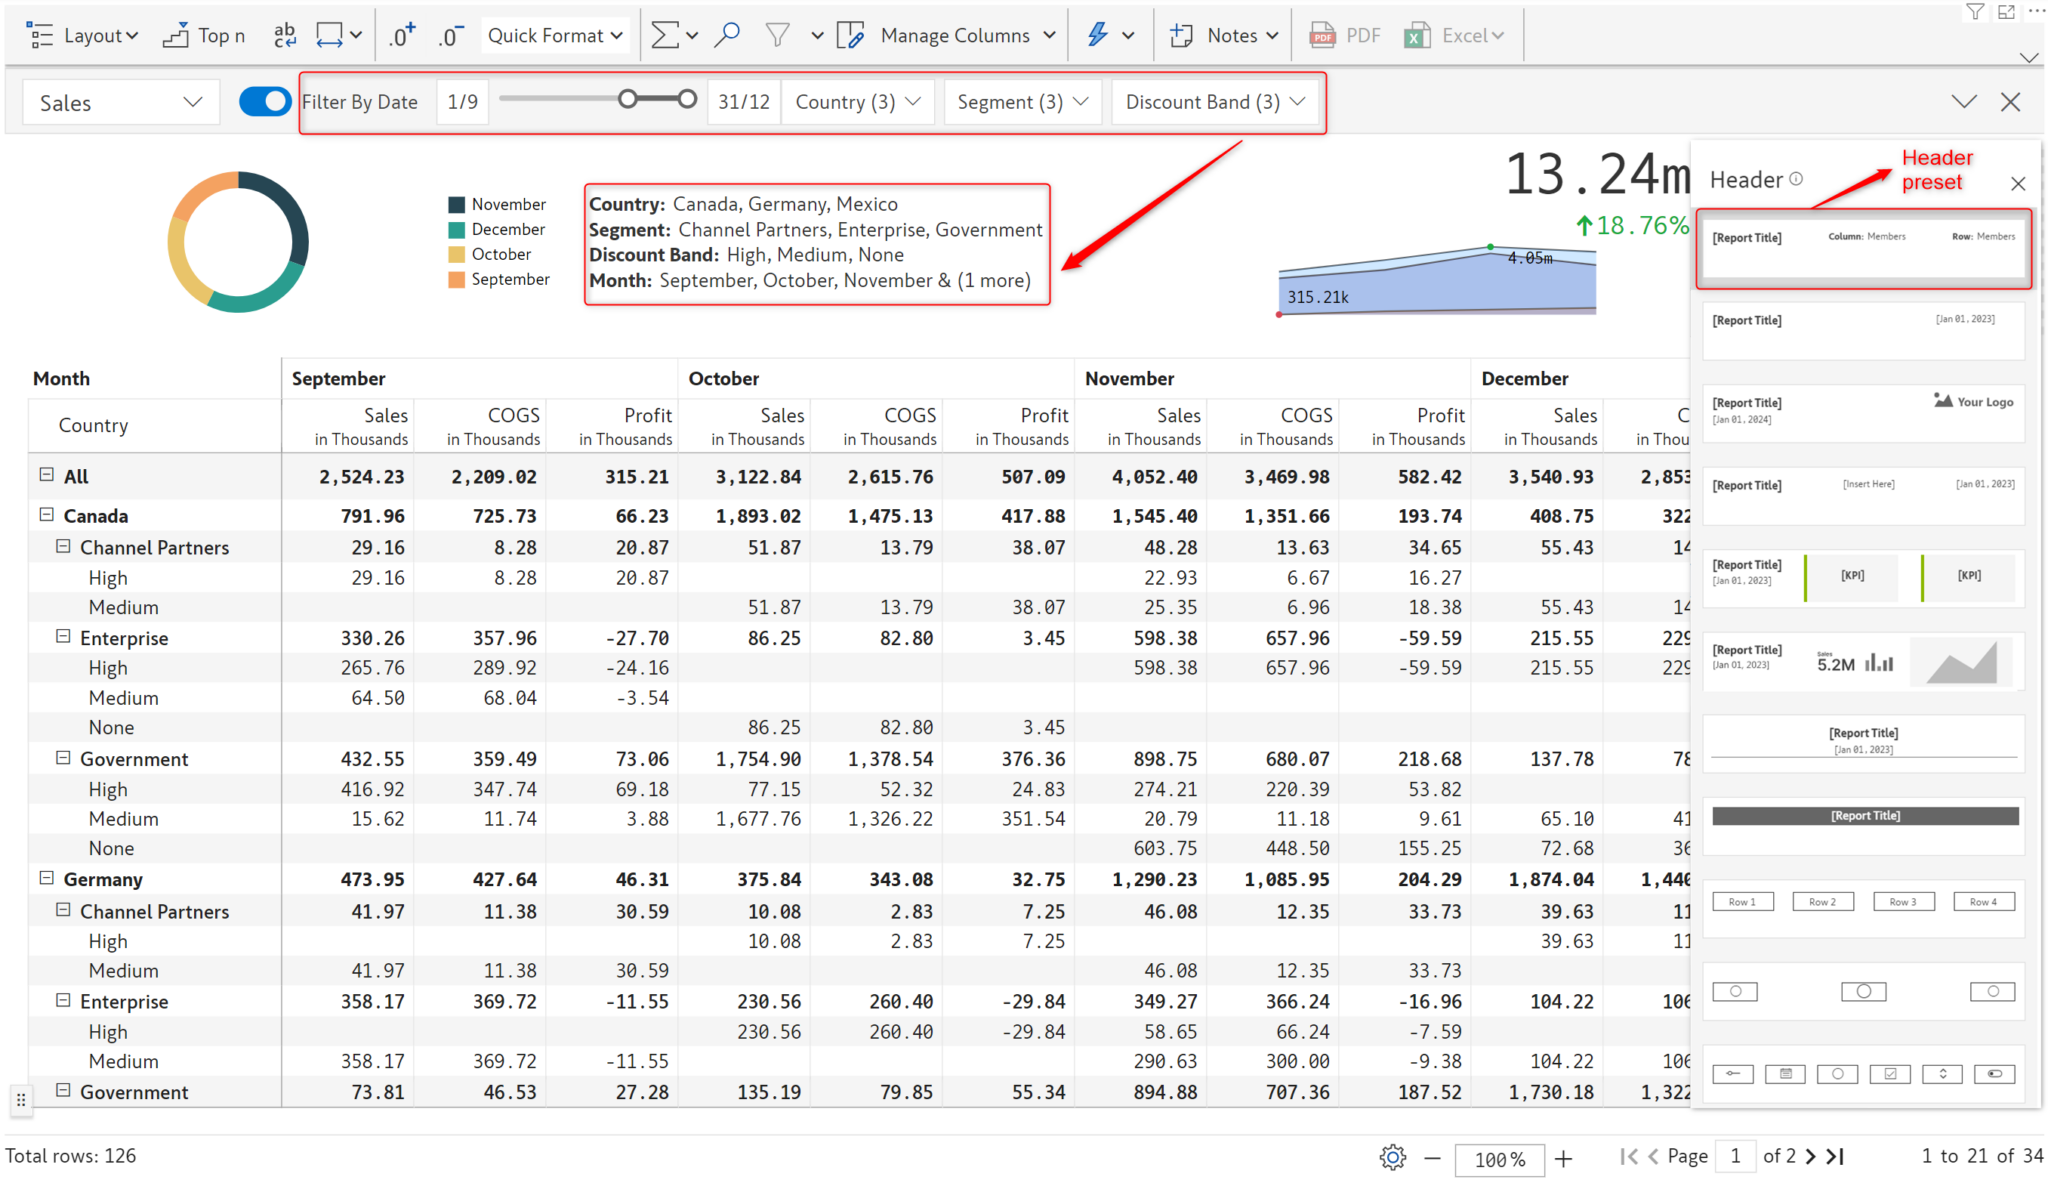 Layout Top n ab c Quick Format Manage Columns Notes PDF PDF Excel
Sales Filter By Date 1/9 31/12 Country (3) Segment (3) Discount Band (3)
November
December
October
September
Country: Canada, Germany, Mexico
Segment: Channel Partners, Enterprise, Government
Discount Band: High, Medium, None
Month: September, October, November & (1 more)
13.24m
18.76%
4.05m
315.21k
Month September October November December
Country Sales COGS Profit Sales COGS Profit Sales COGS Profit Sales C
in Thousands in Thousands in Thousands in Thousands in Thousands in Thousands in Thousands in Thousands in Thousands in Thousands in Thou
All 2,524.23 2,209.02 315.21 3,122.84 2,615.76 507.09 4,052.40 3,469.98 582.42 3,540.93 2,853
Canada 791.96 725.73 66.23 1,893.02 1,475.13 417.88 1,545.40 1,351.66 193.74 408.75 322
Channel Partners 29.16 8.28 20.87 51.87 13.79 38.07 48.28 13.63 34.65 55.43 14
High 29.16 8.28 20.87 22.93 6.67 16.27
Medium 51.87 13.79 38.07 25.35 6.96 18.38 55.43 14
Enterprise 330.26 357.96 -27.70 86.25 82.80 3.45 598.38 657.96 -59.59 215.55 229
High 265.76 289.92 -24.16 598.38 657.96 -59.59 215.55 229
Medium 64.50 68.04 -3.54
None 86.25 82.80 3.45
Government 432.55 359.49 73.06 1,754.90 1,378.54 376.36 898.75 680.07 218.68 137.78 78
High 416.92 347.74 69.18 77.15 52.32 24.83 274.21 220.39 53.82
Medium 15.62 11.74 3.88 1,677.76 1,326.22 351.54 20.79 11.18 9.61 65.10 41
None 603.75 448.50 155.25 72.68 36
Germany 473.95 427.64 46.31 375.84 343.08 32.75 1,290.23 1,085.95 204.29 1,874.04 1,440
Channel Partners 41.97 11.38 30.59 10.08 2.83 7.25 46.08 12.35 33.73 39.63 11
High 10.08 2.83 7.25 39.63 11
Medium 41.97 11.38 30.59 46.08 12.35 33.73
Enterprise 358.17 369.72 -11.55 230.56 260.40 -29.84 349.27 366.24 -16.96 104.22 106
High 230.56 260.40 -29.84 58.65 66.24 -7.59
Medium 358.17 369.72 -11.55 290.63 300.00 -9.38 104.22 106
Government 73.81 46.53 27.28 135.19 79.85 55.34 894.88 707.36 187.52 1,730.18 1,322
Header
Header
preset
[Report Title] Column: Members Row: Members
[Report Title] [Jan 01, 2023]
[Report Title] Your Logo
[Jan 01, 2024]
[Report Title] [Insert Here] [Jan 01, 2023]
[Report Title] [KPI] [KPI]
[Jan 01, 2023]
[Report Title] Sales
[Jan 01, 2023] 5.2M
[Report Title]
[Jan 01, 2023]
[Report Title]
Row 1 Row 2 Row 3 Row 4
Total rows: 126 100% Page 1 of 2 1 to 21 of 34